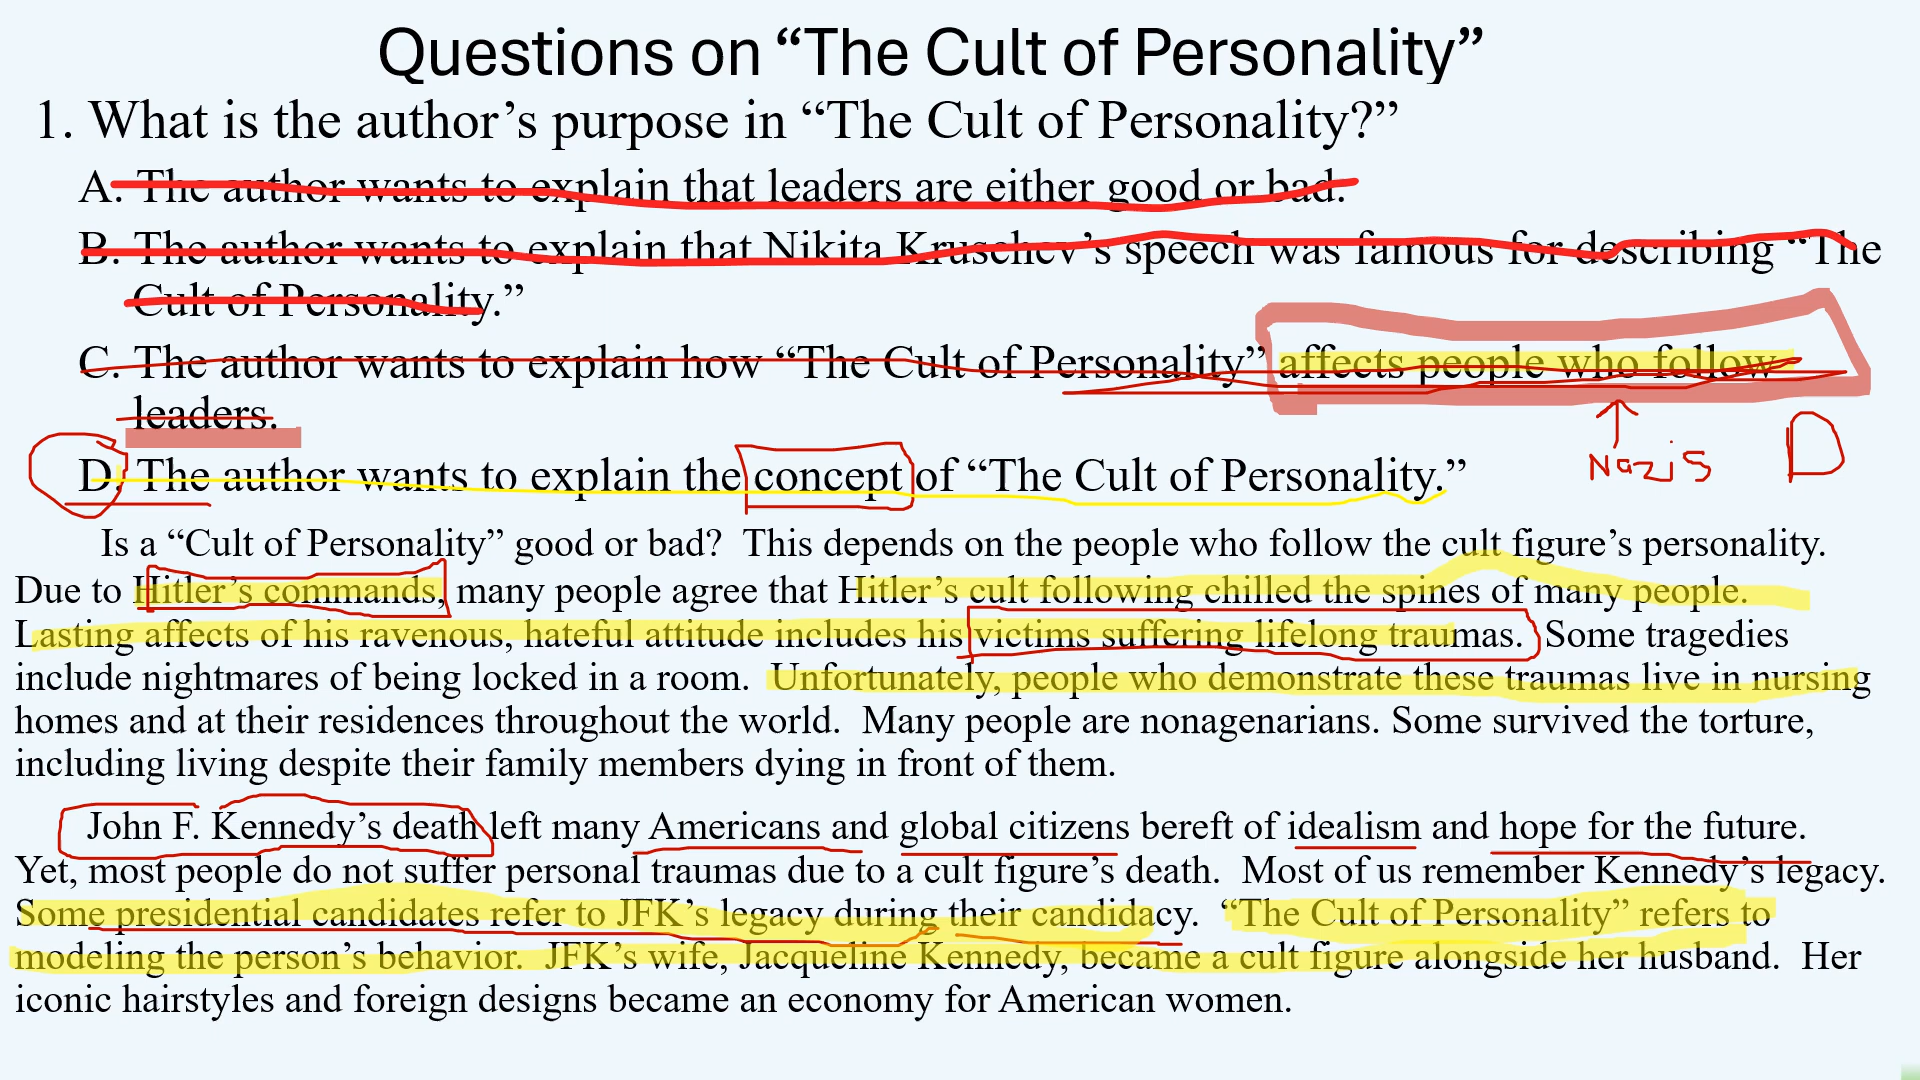 Questions on “The Cult of Personality”
1. What is the author’s purpose in “The Cult of Personality?”
A. The author wants to explain that leaders are either good or bad.
B. The author wants to explain that Nikita Kruschev’s speech was famous for describing “The
Cult of Personality.”
C. The author wants to explain how “The Cult of Personality” affects people who follow
leaders.
D. The author wants to explain the concept of “The Cult of Personality.”
Nazis
D
Is a “Cult of Personality” good or bad? This depends on the people who follow the cult figure’s personality.
Due to Hitler’s commands, many people agree that Hitler’s cult following chilled the spines of many people.
Lasting affects of his ravenous, hateful attitude includes his victims suffering lifelong traumas. Some tragedies
include nightmares of being locked in a room. Unfortunately, people who demonstrate these traumas live in nursing
homes and at their residences throughout the world. Many people are nonagenarians. Some survived the torture,
including living despite their family members dying in front of them.
John F. Kennedy’s death left many Americans and global citizens bereft of idealism and hope for the future.
Yet, most people do not suffer personal traumas due to a cult figure’s death. Most of us remember Kennedy’s legacy.
Some presidential candidates refer to JFK’s legacy during their candidacy. “The Cult of Personality” refers to
modeling the person’s behavior. JFK’s wife, Jacqueline Kennedy, became a cult figure alongside her husband. Her
iconic hairstyles and foreign designs became an economy for American women.